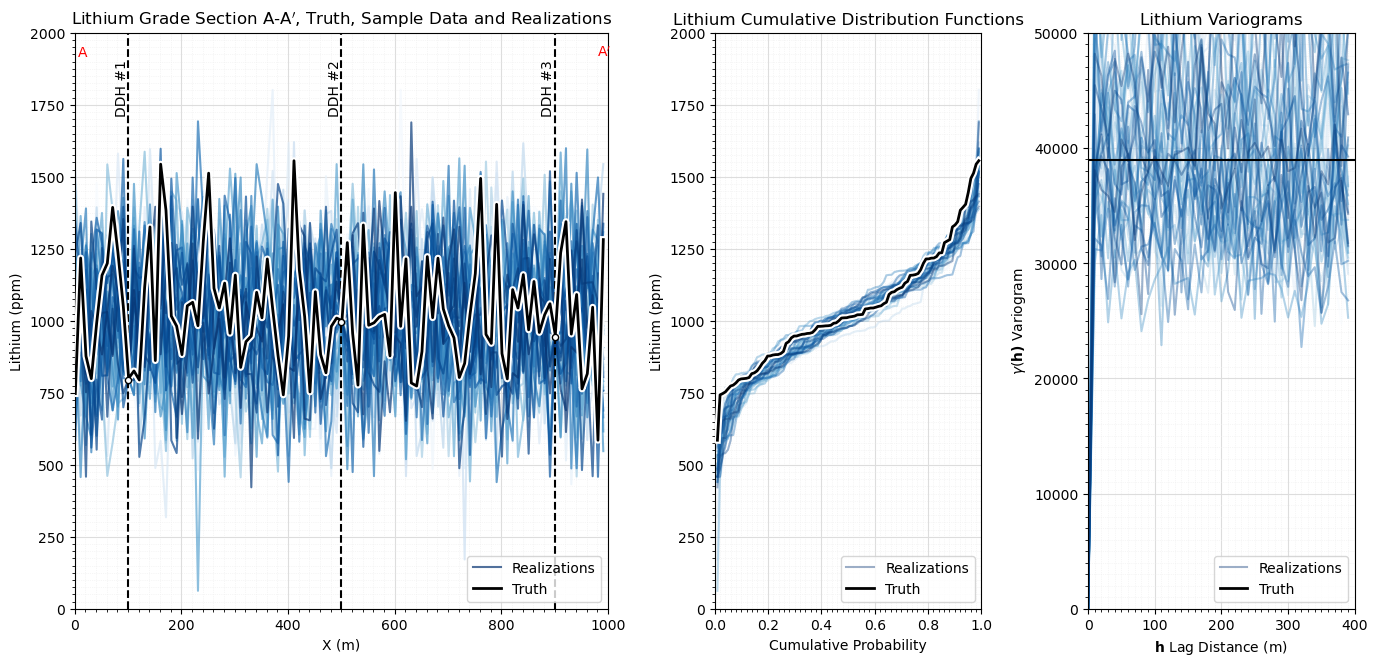 Lithium Grade Section A-A′, Truth, Sample Data and Realizations
Lithium (ppm)
2000
1750
1500
1250
1000
750
500
250
0
A
A
DDH #1
DDH #2
DDH #3
Realizations
Truth
0
200
400
600
800
1000
X (m)
Lithium Cumulative Distribution Functions
Lithium (ppm)
2000
1750
1500
1250
1000
750
500
250
0
Realizations
Truth
0.0
0.2
0.4
0.6
0.8
1.0
Cumulative Probability
Lithium Variograms
γ(h) Variogram
50000
40000
30000
20000
10000
0
Realizations
Truth
0
100
200
300
400
h Lag Distance (m)